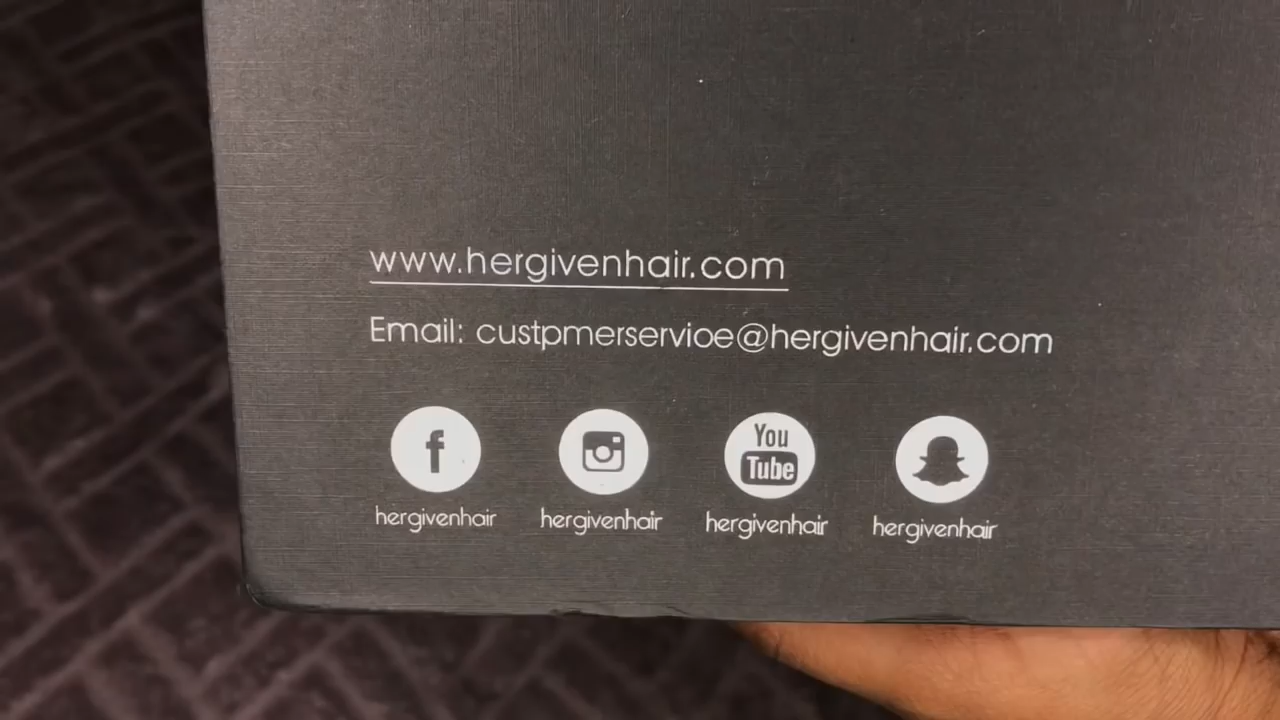 www.hergivenhair.com
Email: custpmerservioe@hergivenhair.com
f
You
Tube
hergivenhair hergivenhair hergivenhair hergivenhair